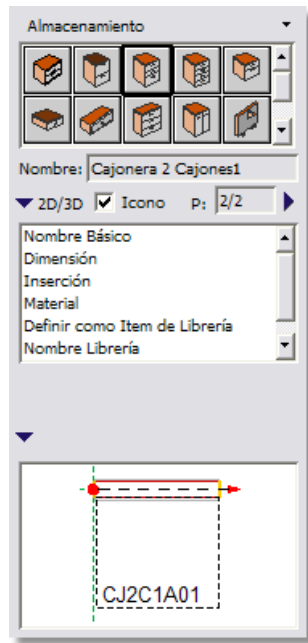 Almacenamiento
Nombre: Cajonera 2 Cajones1
2D/3D Icono P: 2/2
Nombre Básico
Dimensión
Inserción
Material
Definir como Item de Librería
Nombre Librería
CJ2C1A01